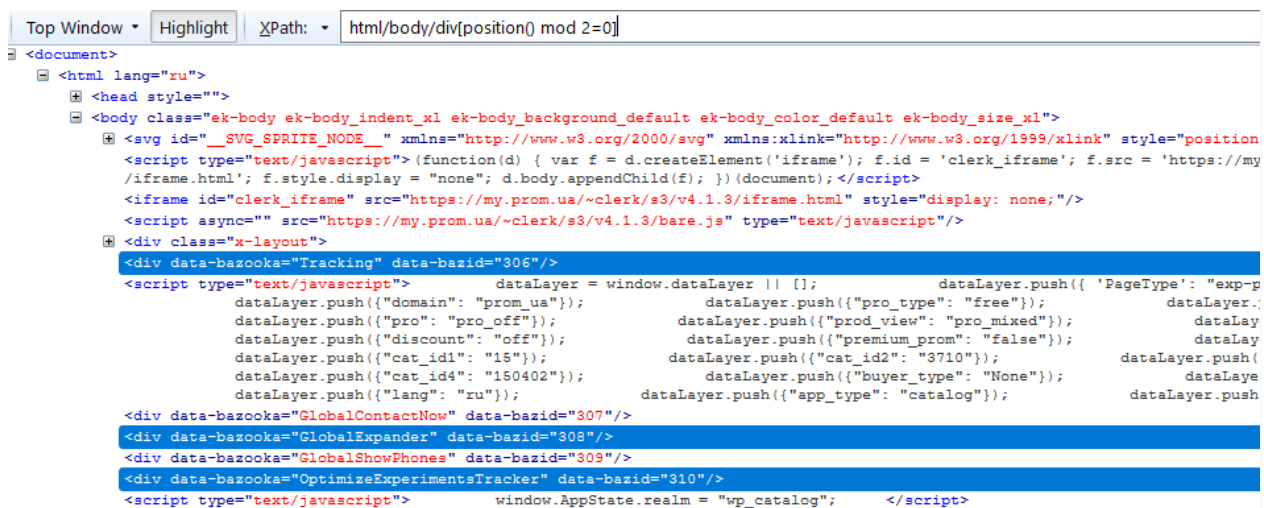 Top Window Highlight XPath: html/body/div[position() mod 2=0]
<document>
<html lang="ru">
<head style="">
<body class="ek-body ek-body_indent_xl ek-body_background_default ek-body_color_default ek-body_size_xl">
<svg id="__SVG_SPRITE_NODE__" xmlns="http://www.w3.org/2000/svg" xmlns:xlink="http://www.w3.org/1999/xlink" style="position
<script type="text/javascript">(function(d) { var f = d.createElement('iframe'); f.id = 'clerk_iframe'; f.src = 'https://my
/iframe.html'; f.style.display = "none"; d.body.appendChild(f); })(document);</script>
<iframe id="clerk_iframe" src="https://my.prom.ua/~clerk/s3/v4.1.3/iframe.html" style="display: none;"/>
<script async="" src="https://my.prom.ua/~clerk/s3/v4.1.3/bare.js" type="text/javascript"/>
<div class="x-layout">
<div data-bazooka="Tracking" data-bazid="306"/>
<script type="text/javascript"> dataLayer = window.dataLayer || []; dataLayer.push({ 'PageType': "exp-p
dataLayer.push({"domain": "prom_ua"}); dataLayer.push({"pro_type": "free"}); dataLayer.
dataLayer.push({"pro": "pro_off"}); dataLayer.push({"prod_view": "pro_mixed"}); dataLay
dataLayer.push({"discount": "off"}); dataLayer.push({"premium_prom": "false"}); dataLay
dataLayer.push({"cat_id1": "15"}); dataLayer.push({"cat_id2": "3710"}); dataLayer.push(
dataLayer.push({"cat_id4": "150402"}); dataLayer.push({"buyer_type": "None"}); dataLaye
dataLayer.push({"lang": "ru"}); dataLayer.push({"app_type": "catalog"}); dataLayer.push
<div data-bazooka="GlobalContactNow" data-bazid="307"/>
<div data-bazooka="GlobalExpander" data-bazid="308"/>
<div data-bazooka="GlobalShowPhones" data-bazid="309"/>
<div data-bazooka="OptimizeExperimentsTracker" data-bazid="310"/>
<script type="text/javascript"> window.AppState.realm = "wp_catalog"; </script>